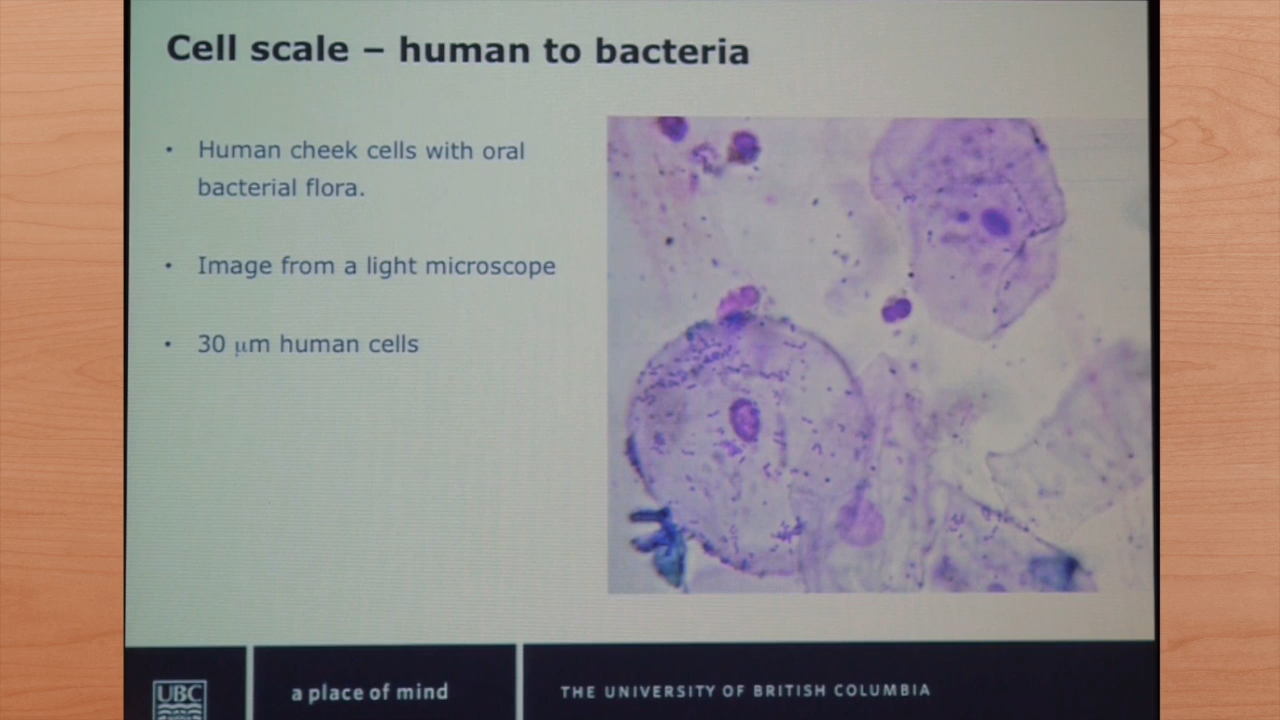 Cell scale – human to bacteria
• Human cheek cells with oral
bacterial flora.
• Image from a light microscope
• 30 μm human cells
UBC
a place of mind
THE UNIVERSITY OF BRITISH COLUMBIA